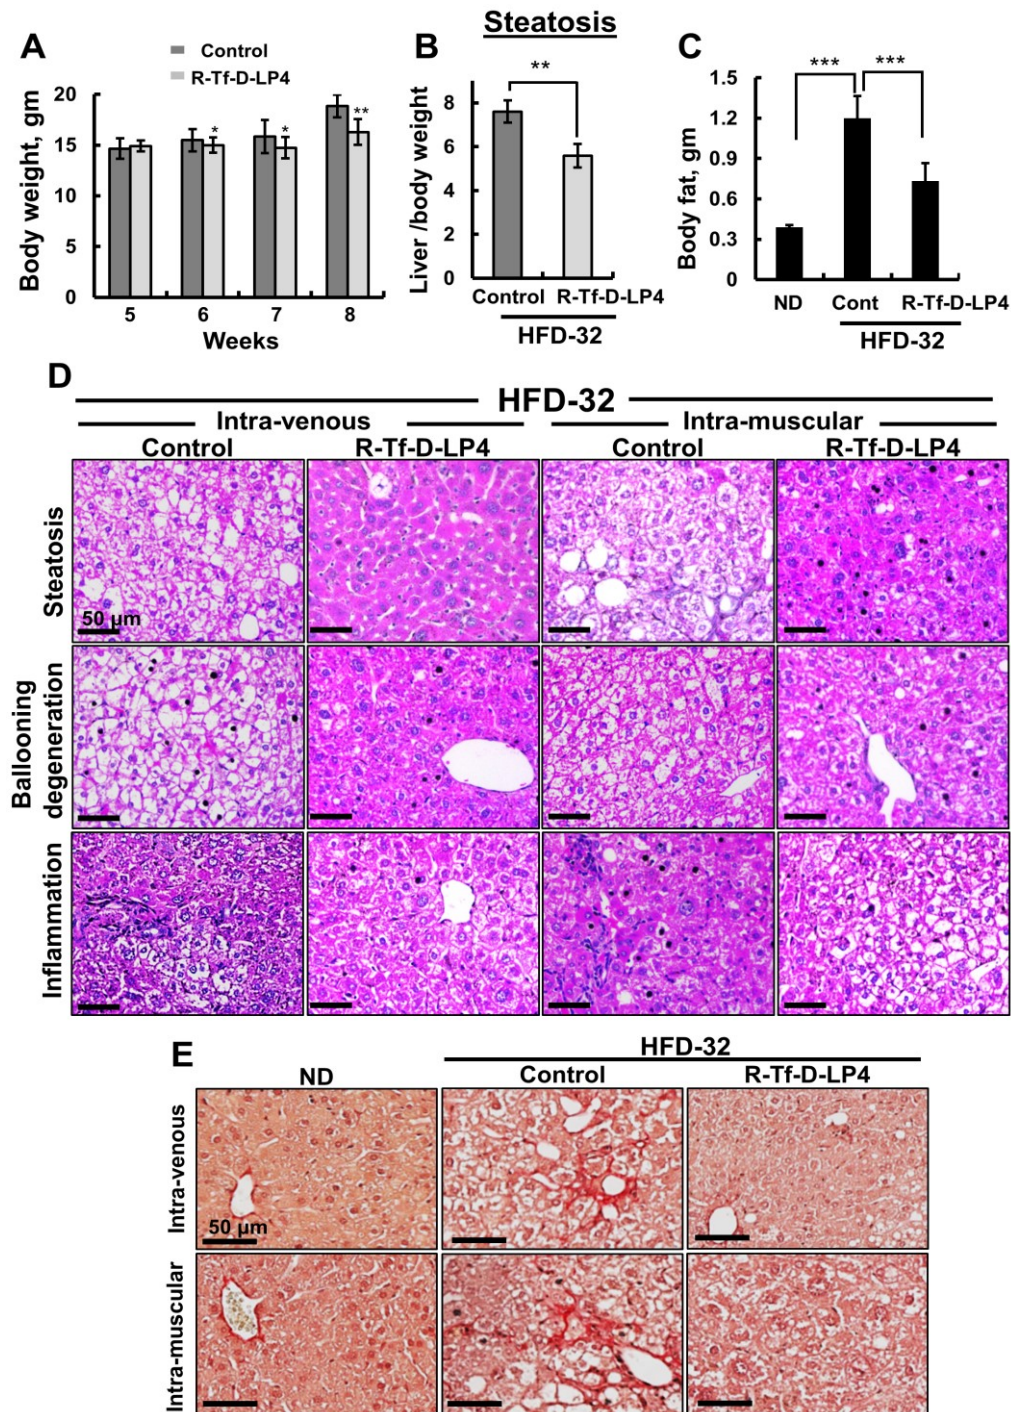 Steatosis
A
Control
R-Tf-D-LP4
Body weight, gm
20
15
10
5
0
*
*
**
5 6 7 8
Weeks
B
**
Liver /body weight
8
6
4
2
0
Control R-Tf-D-LP4
HFD-32
C
*** ***
Body fat, gm
1.5
1.2
0.9
0.6
0.3
0
ND Cont R-Tf-D-LP4
HFD-32
D
HFD-32
Intra-venous Intra-muscular
Control R-Tf-D-LP4 Control R-Tf-D-LP4
Steatosis
50 µm
Ballooning
degeneration
Inflammation
E
HFD-32
ND Control R-Tf-D-LP4
Intra-venous
50 µm
Intra-muscular